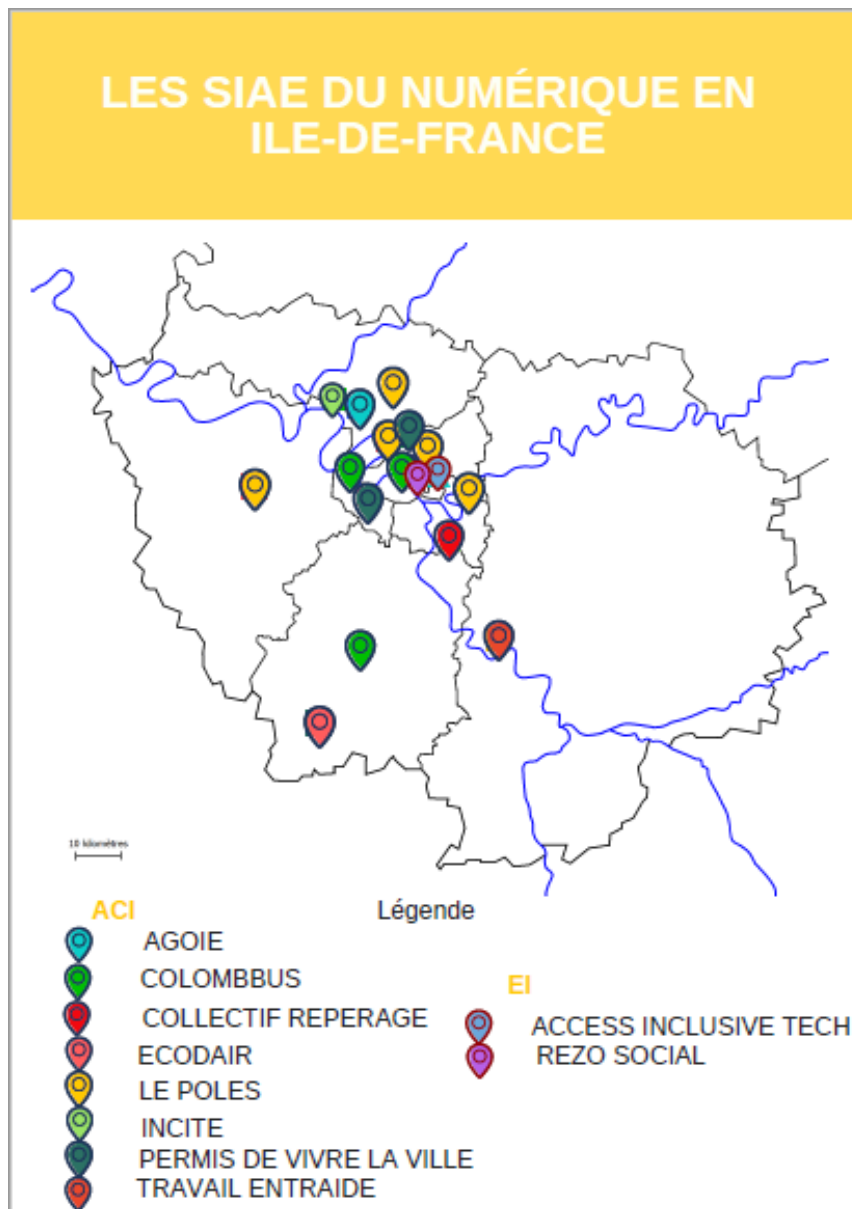 LES SIAE DU NUMÉRIQUE EN
ILE-DE-FRANCE
10 kilomètres
ACI
Légende
AGOIE
COLOMBBUS
COLLECTIF REPERAGE
ECODAIR
LE POLES
INCITE
PERMIS DE VIVRE LA VILLE
TRAVAIL ENTRAIDE
EI
ACCESS INCLUSIVE TECH
REZO SOCIAL